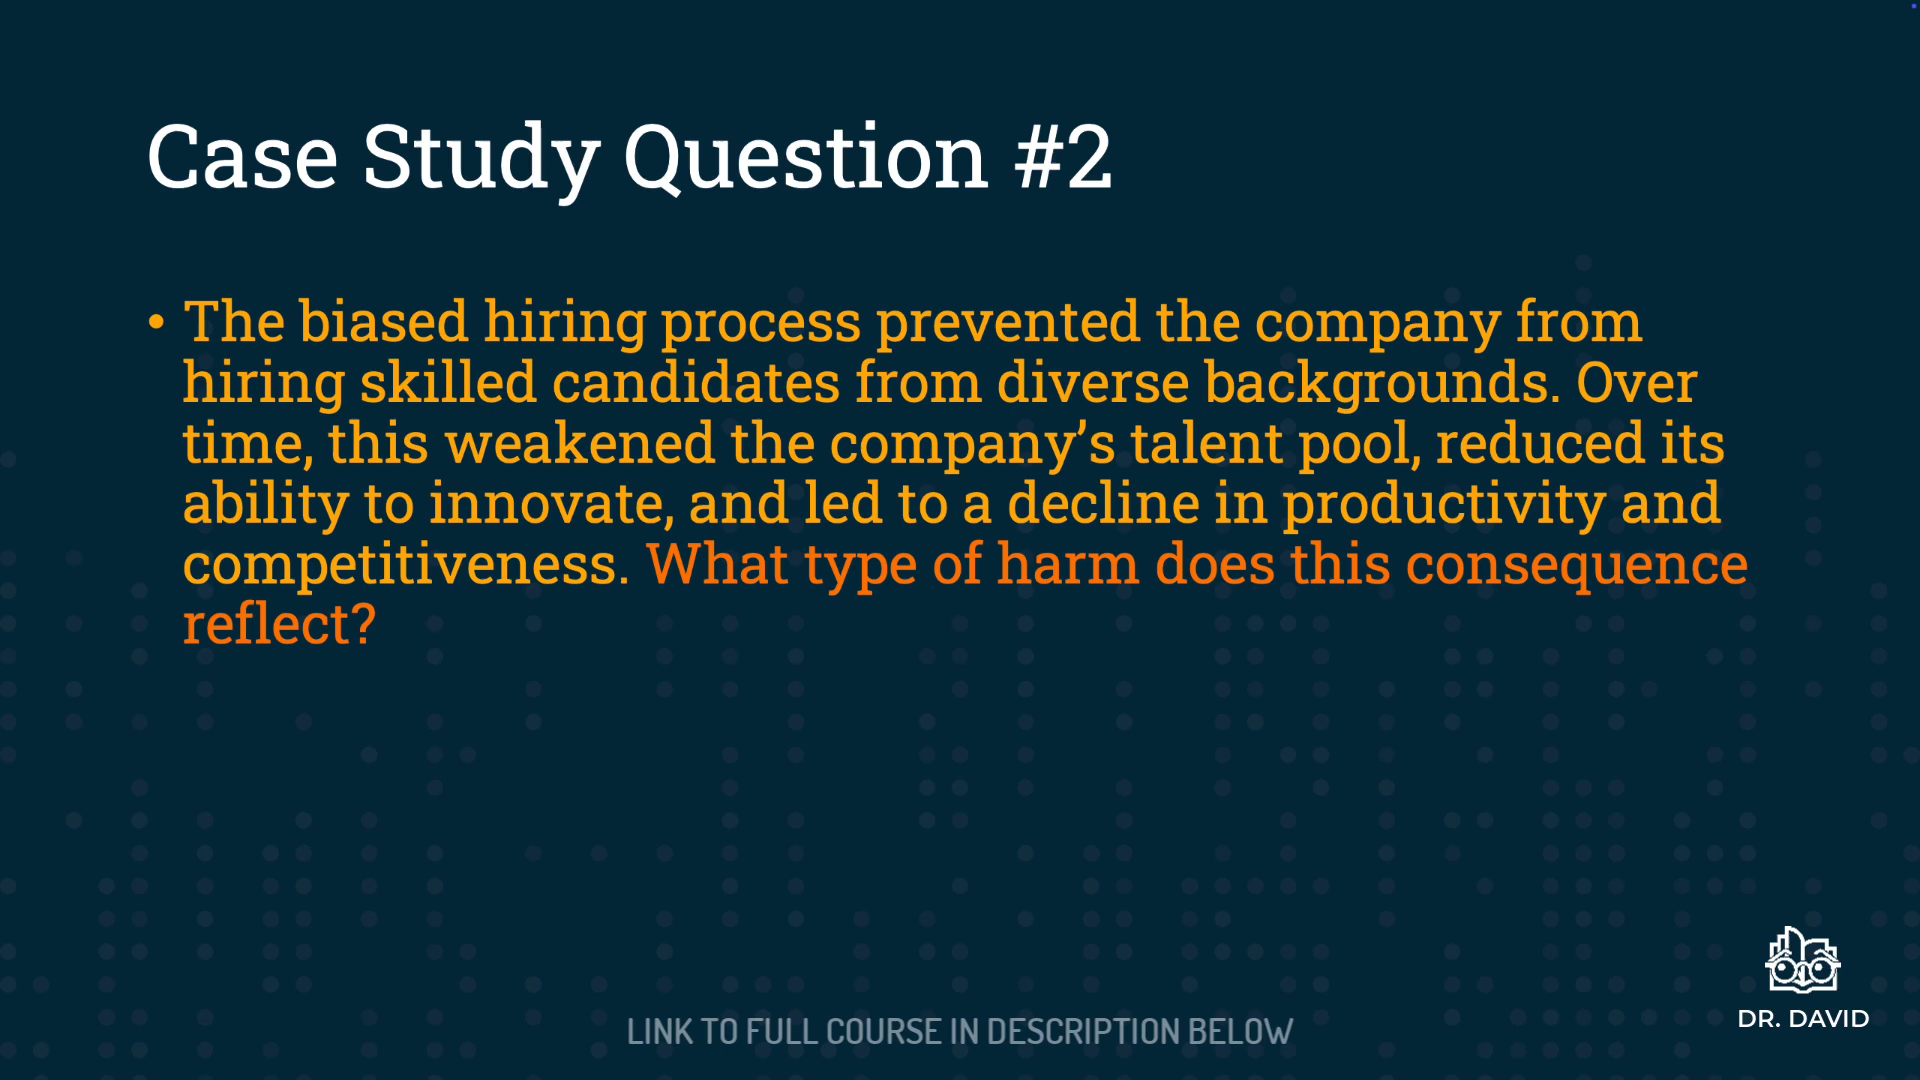 Case Study Question #2
• The biased hiring process prevented the company from
hiring skilled candidates from diverse backgrounds. Over
time, this weakened the company’s talent pool, reduced its
ability to innovate, and led to a decline in productivity and
competitiveness. What type of harm does this consequence
reflect?
DR. DAVID
LINK TO FULL COURSE IN DESCRIPTION BELOW